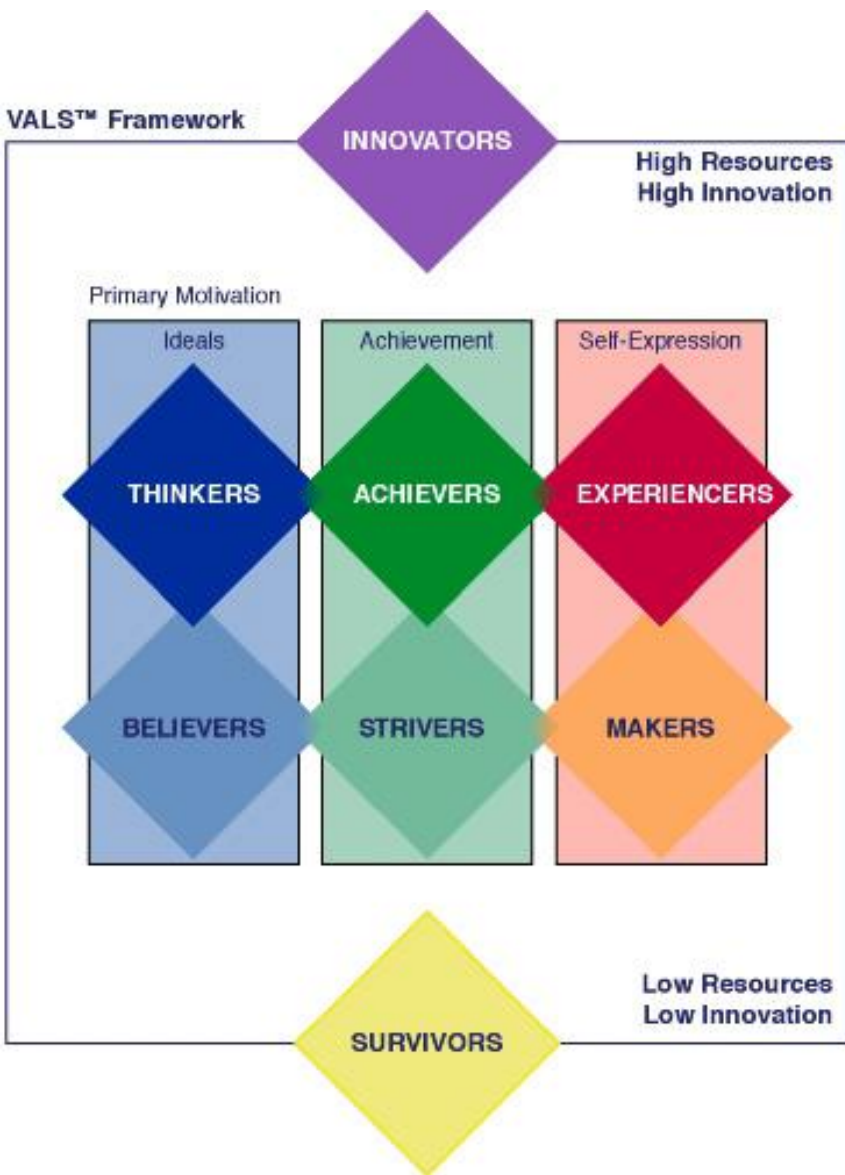 VALS™ Framework
INNOVATORS
High Resources
High Innovation
Primary Motivation
Ideals
Achievement
Self-Expression
THINKERS
ACHIEVERS
EXPERIENCERS
BELIEVERS
STRIVERS
MAKERS
Low Resources
Low Innovation
SURVIVORS